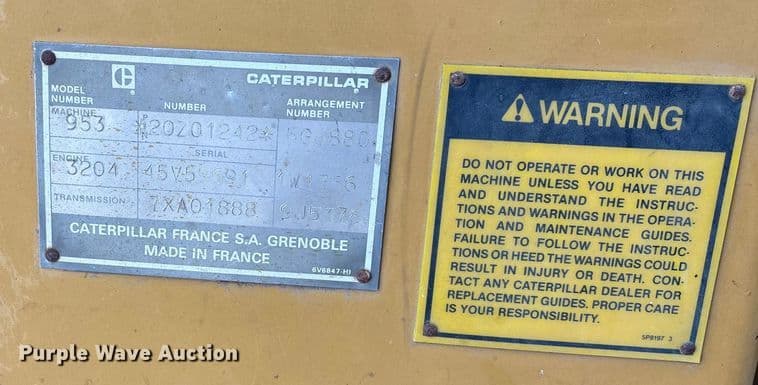 C CATERPILLAR
MODEL NUMBER NUMBER ARRANGEMENT NUMBER
MACHINE 953 *20Z01242*
SERIAL
ENGINE 3204
TRANSMISSION 7XA01888
CATERPILLAR FRANCE S.A. GRENOBLE
MADE IN FRANCE
6V6847-HI
WARNING
DO NOT OPERATE OR WORK ON THIS
MACHINE UNLESS YOU HAVE READ
AND UNDERSTAND THE INSTRUC-
TIONS AND WARNINGS IN THE OPERA-
TION AND MAINTENANCE GUIDES.
FAILURE TO FOLLOW THE INSTRUC-
TIONS OR HEED THE WARNINGS COULD
RESULT IN INJURY OR DEATH. CON-
TACT ANY CATERPILLAR DEALER FOR
REPLACEMENT GUIDES. PROPER CARE
IS YOUR RESPONSIBILITY.
5P8197 3
Purple Wave Auction